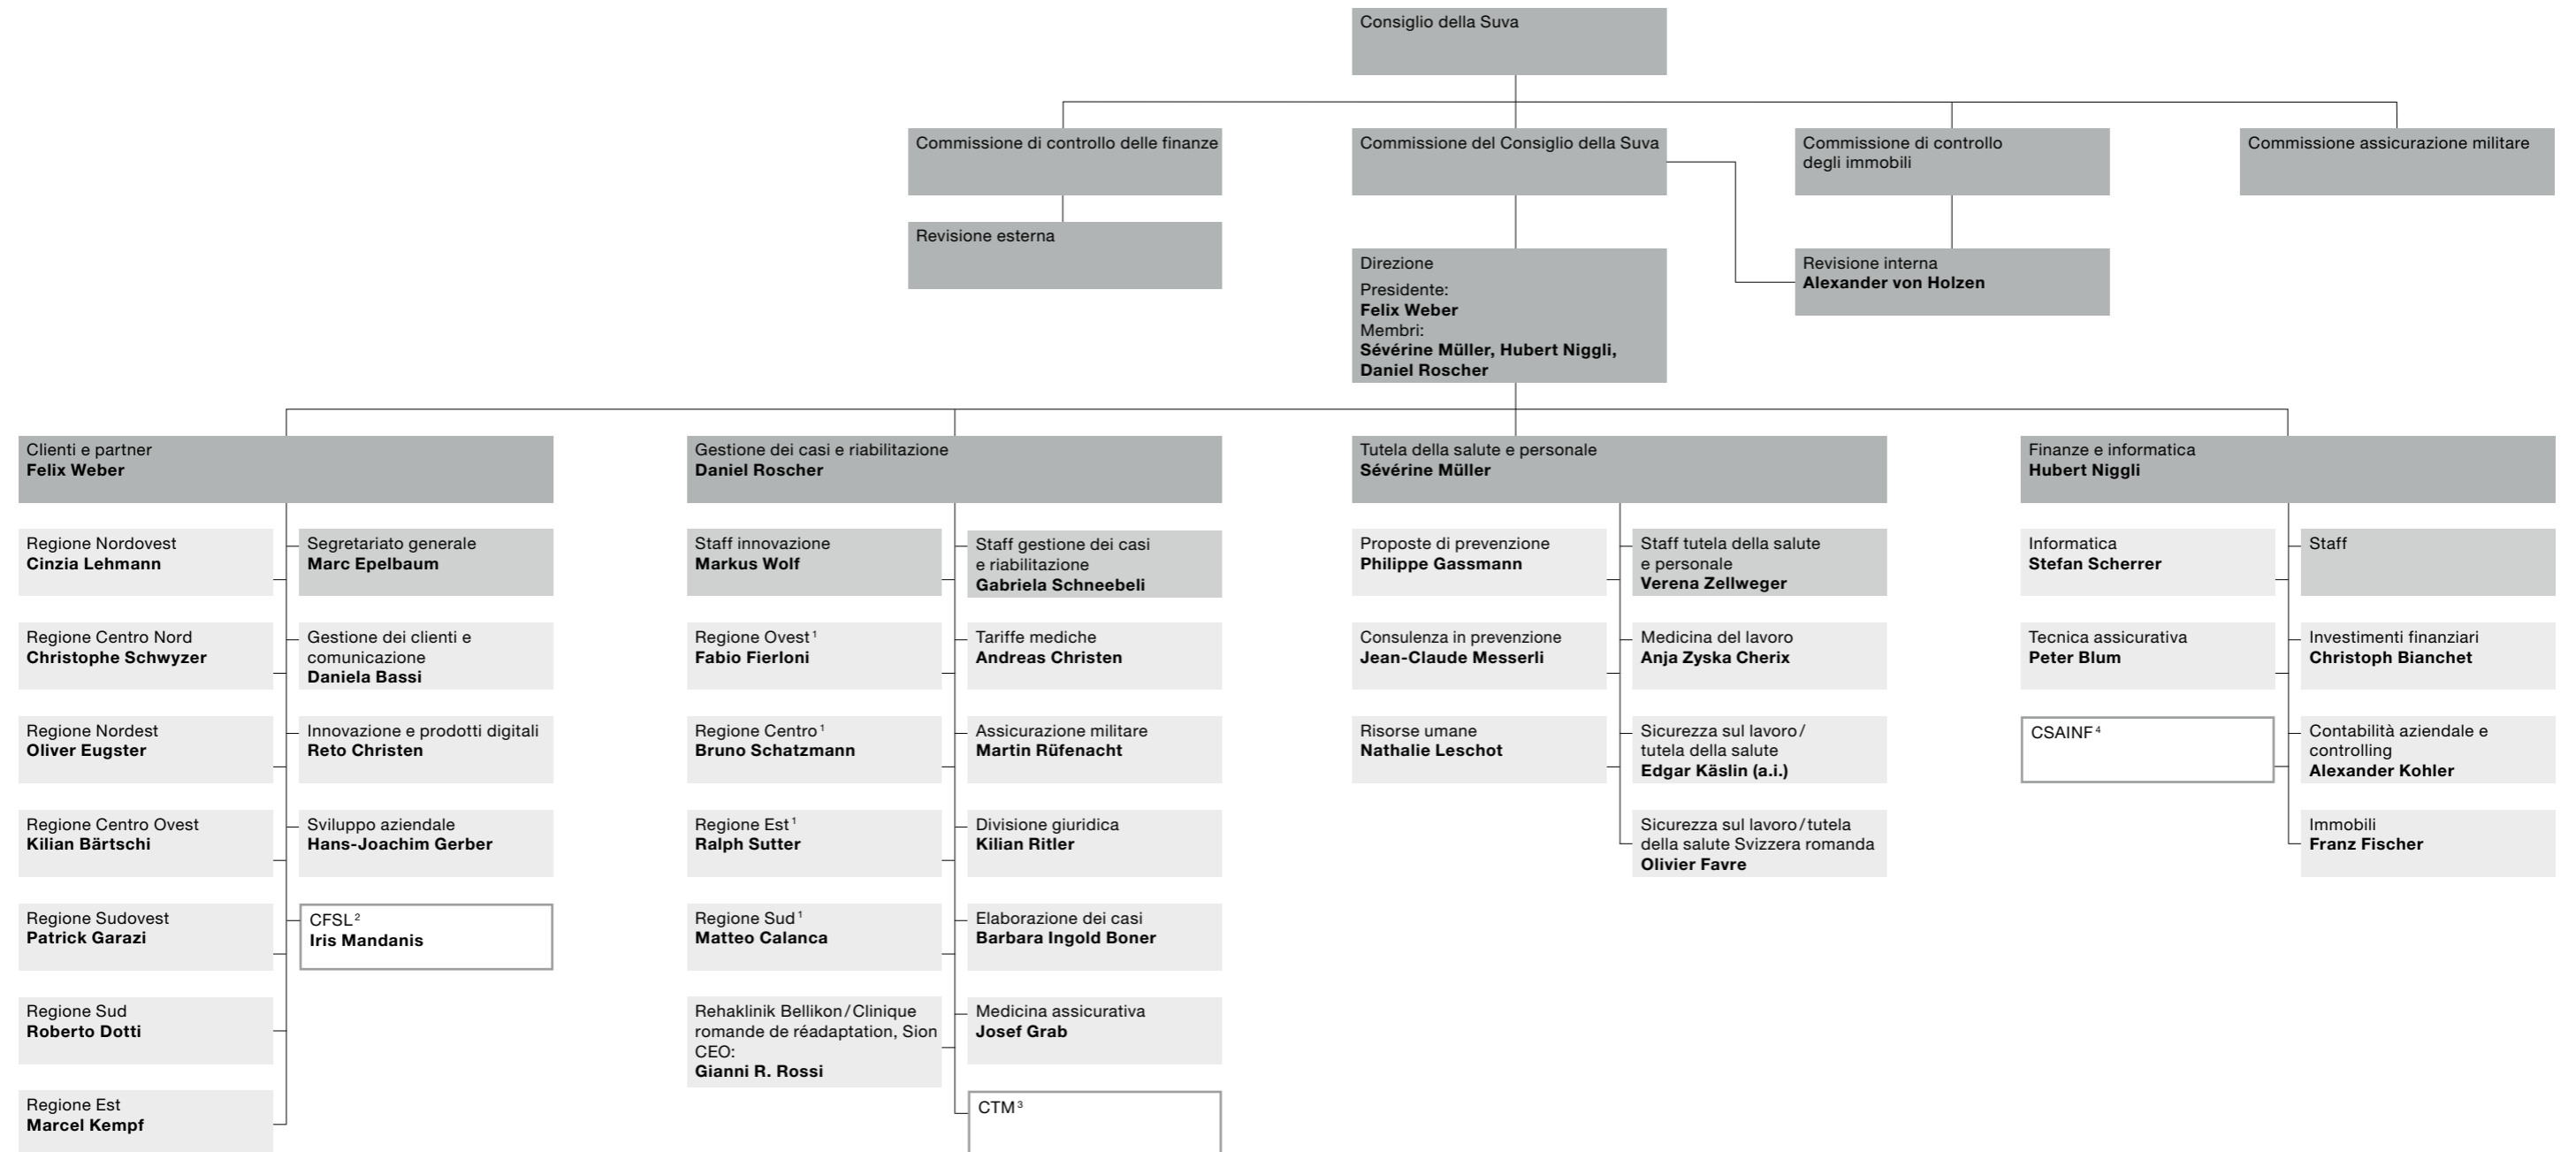 Consiglio della Suva
Commissione di controllo delle finanze
Commissione del Consiglio della Suva
Commissione di controllo
degli immobili
Commissione assicurazione militare
Revisione esterna
Direzione
Presidente:
Felix Weber
Membri:
Sévérine Müller, Hubert Niggli,
Daniel Roscher
Revisione interna
Alexander von Holzen
Clienti e partner
Felix Weber
Regione Nordovest
Cinzia Lehmann
Regione Centro Nord
Christophe Schwyzer
Regione Nordest
Oliver Eugster
Regione Centro Ovest
Kilian Bärtschi
Regione Sudovest
Patrick Garazi
Regione Sud
Roberto Dotti
Regione Est
Marcel Kempf
Segretariato generale
Marc Epelbaum
Gestione dei clienti e
comunicazione
Daniela Bassi
Innovazione e prodotti digitali
Reto Christen
Sviluppo aziendale
Hans-Joachim Gerber
CFSL²
Iris Mandanis
Gestione dei casi e riabilitazione
Daniel Roscher
Staff innovazione
Markus Wolf
Regione Ovest¹
Fabio Fierloni
Regione Centro¹
Bruno Schatzmann
Regione Est¹
Ralph Sutter
Regione Sud¹
Matteo Calanca
Rehaklinik Bellikon/Clinique
romande de réadaptation, Sion
CEO:
Gianni R. Rossi
Staff gestione dei casi
e riabilitazione
Gabriela Schneebeli
Tariffe mediche
Andreas Christen
Assicurazione militare
Martin Rüfenacht
Divisione giuridica
Kilian Ritler
Elaborazione dei casi
Barbara Ingold Boner
Medicina assicurativa
Josef Grab
CTM³
Tutela della salute e personale
Sévérine Müller
Proposte di prevenzione
Philippe Gassmann
Consulenza in prevenzione
Jean-Claude Messerli
Risorse umane
Nathalie Leschot
Staff tutela della salute
e personale
Verena Zellweger
Medicina del lavoro
Anja Zyska Cherix
Sicurezza sul lavoro/
tutela della salute
Edgar Käslin (a.i.)
Sicurezza sul lavoro/tutela
della salute Svizzera romanda
Olivier Favre
Finanze e informatica
Hubert Niggli
Informatica
Stefan Scherrer
Tecnica assicurativa
Peter Blum
CSAINF⁴
Staff
Investimenti finanziari
Christoph Bianchet
Contabilità aziendale e
controlling
Alexander Kohler
Immobili
Franz Fischer